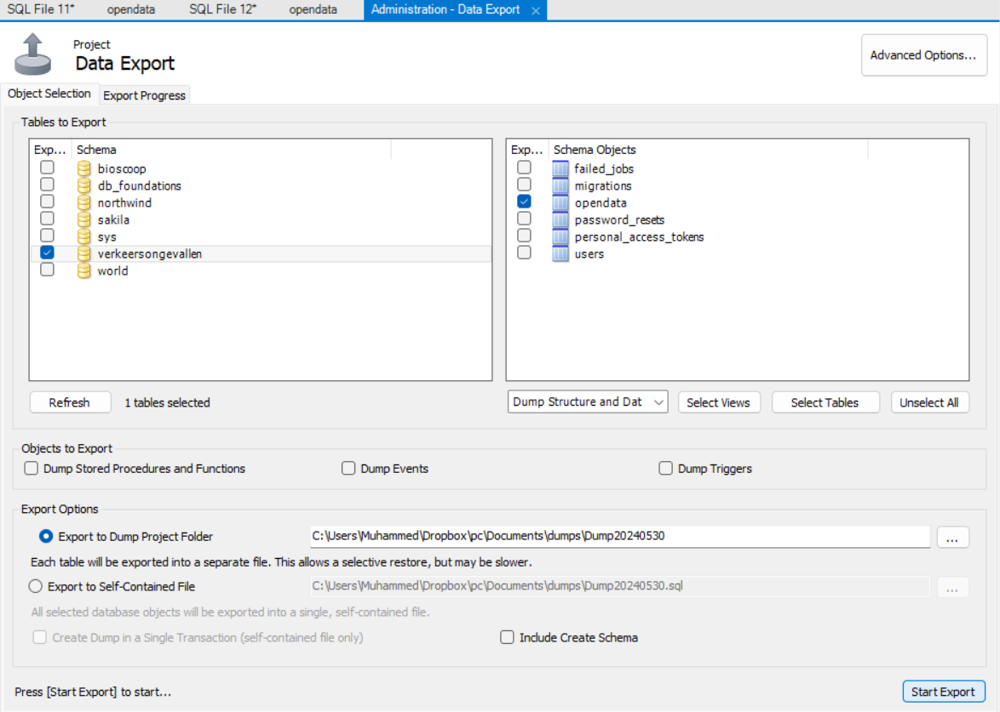 SQL File 11* opendata SQL File 12* opendata Administration - Data Export
Project
Data Export
Advanced Options...
Object Selection Export Progress
Tables to Export
Exp... Schema
bioscoop
db_foundations
northwind
sakila
sys
verkeersongevallen
world
Exp... Schema Objects
failed_jobs
migrations
opendata
password_resets
personal_access_tokens
users
Refresh 1 tables selected
Dump Structure and Dat Select Views Select Tables Unselect All
Objects to Export
Dump Stored Procedures and Functions Dump Events Dump Triggers
Export Options
Export to Dump Project Folder C:\Users\Muhammed\Dropbox\pc\Documents\dumps\Dump20240530 ...
Each table will be exported into a separate file. This allows a selective restore, but may be slower.
Export to Self-Contained File C:\Users\Muhammed\Dropbox\pc\Documents\dumps\Dump20240530.sql ...
All selected database objects will be exported into a single, self-contained file.
Create Dump in a Single Transaction (self-contained file only) Include Create Schema
Press [Start Export] to start... Start Export